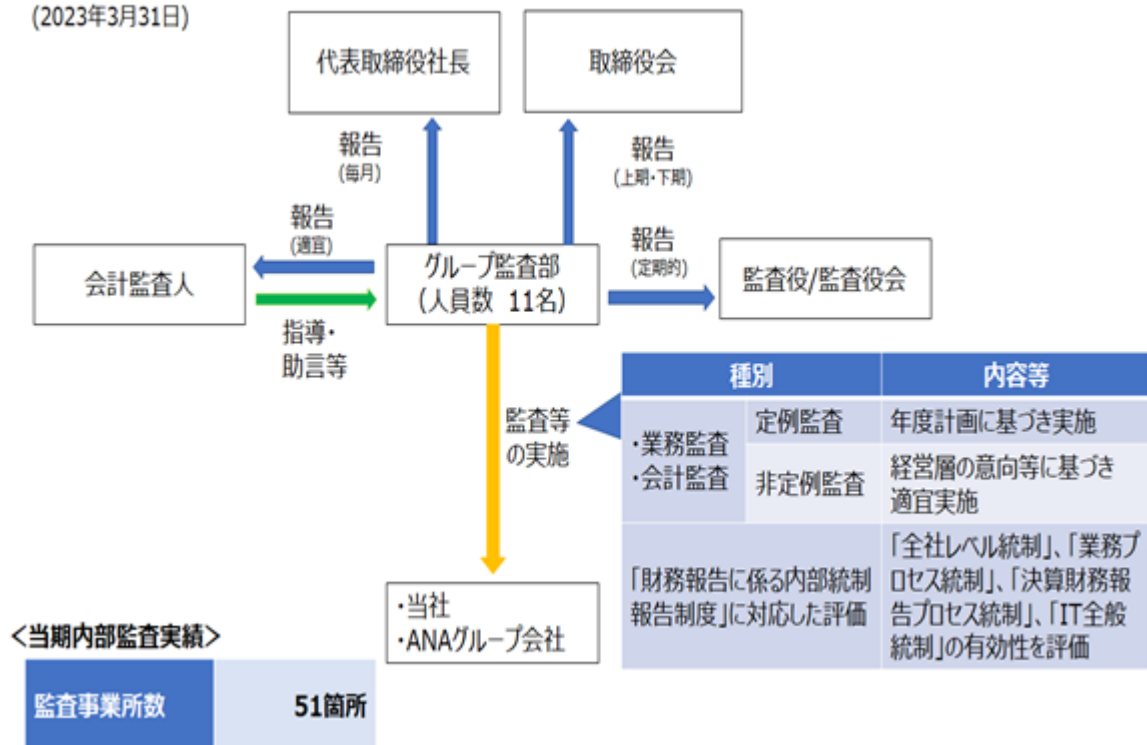 (2023年3月31日)
代表取締役社長
取締役会
報告
(毎月)
報告
(上期・下期)
報告
(適宜)
報告
(定期的)
会計監査人
グループ監査部
(人員数 11名)
監査役/監査役会
指導・
助言等
監査等
の実施
種別
内容等
・業務監査
・会計監査
定例監査
年度計画に基づき実施
非定例監査
経営層の意向等に基づき
適宜実施
「財務報告に係る内部統制
報告制度」に対応した評価
「全社レベル統制」、「業務プ
ロセス統制」、「決算財務報
告プロセス統制」、「IT全般
統制」の有効性を評価
・当社
・ANAグループ会社
<当期内部監査実績>
監査事業所数
51箇所